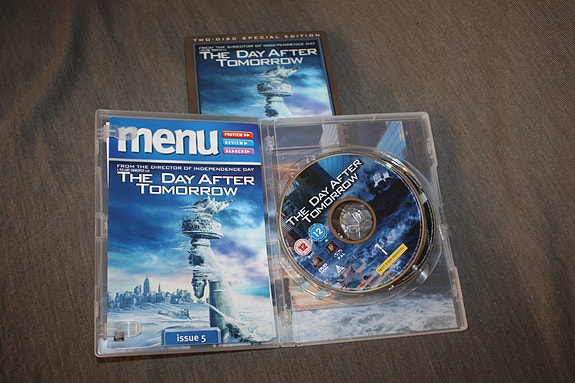 TWO-DISC SPECIAL EDITION
FROM THE DIRECTOR OF INDEPENDENCE DAY
THE DAY AFTER
TOMORROW
menu
PREVIEW
REVIEW
SEARCH
FROM THE DIRECTOR OF INDEPENDENCE DAY
THE DAY AFTER
TOMORROW
issue 5
THE DAY AFTER
TOMORROW
12
12
DVD
1